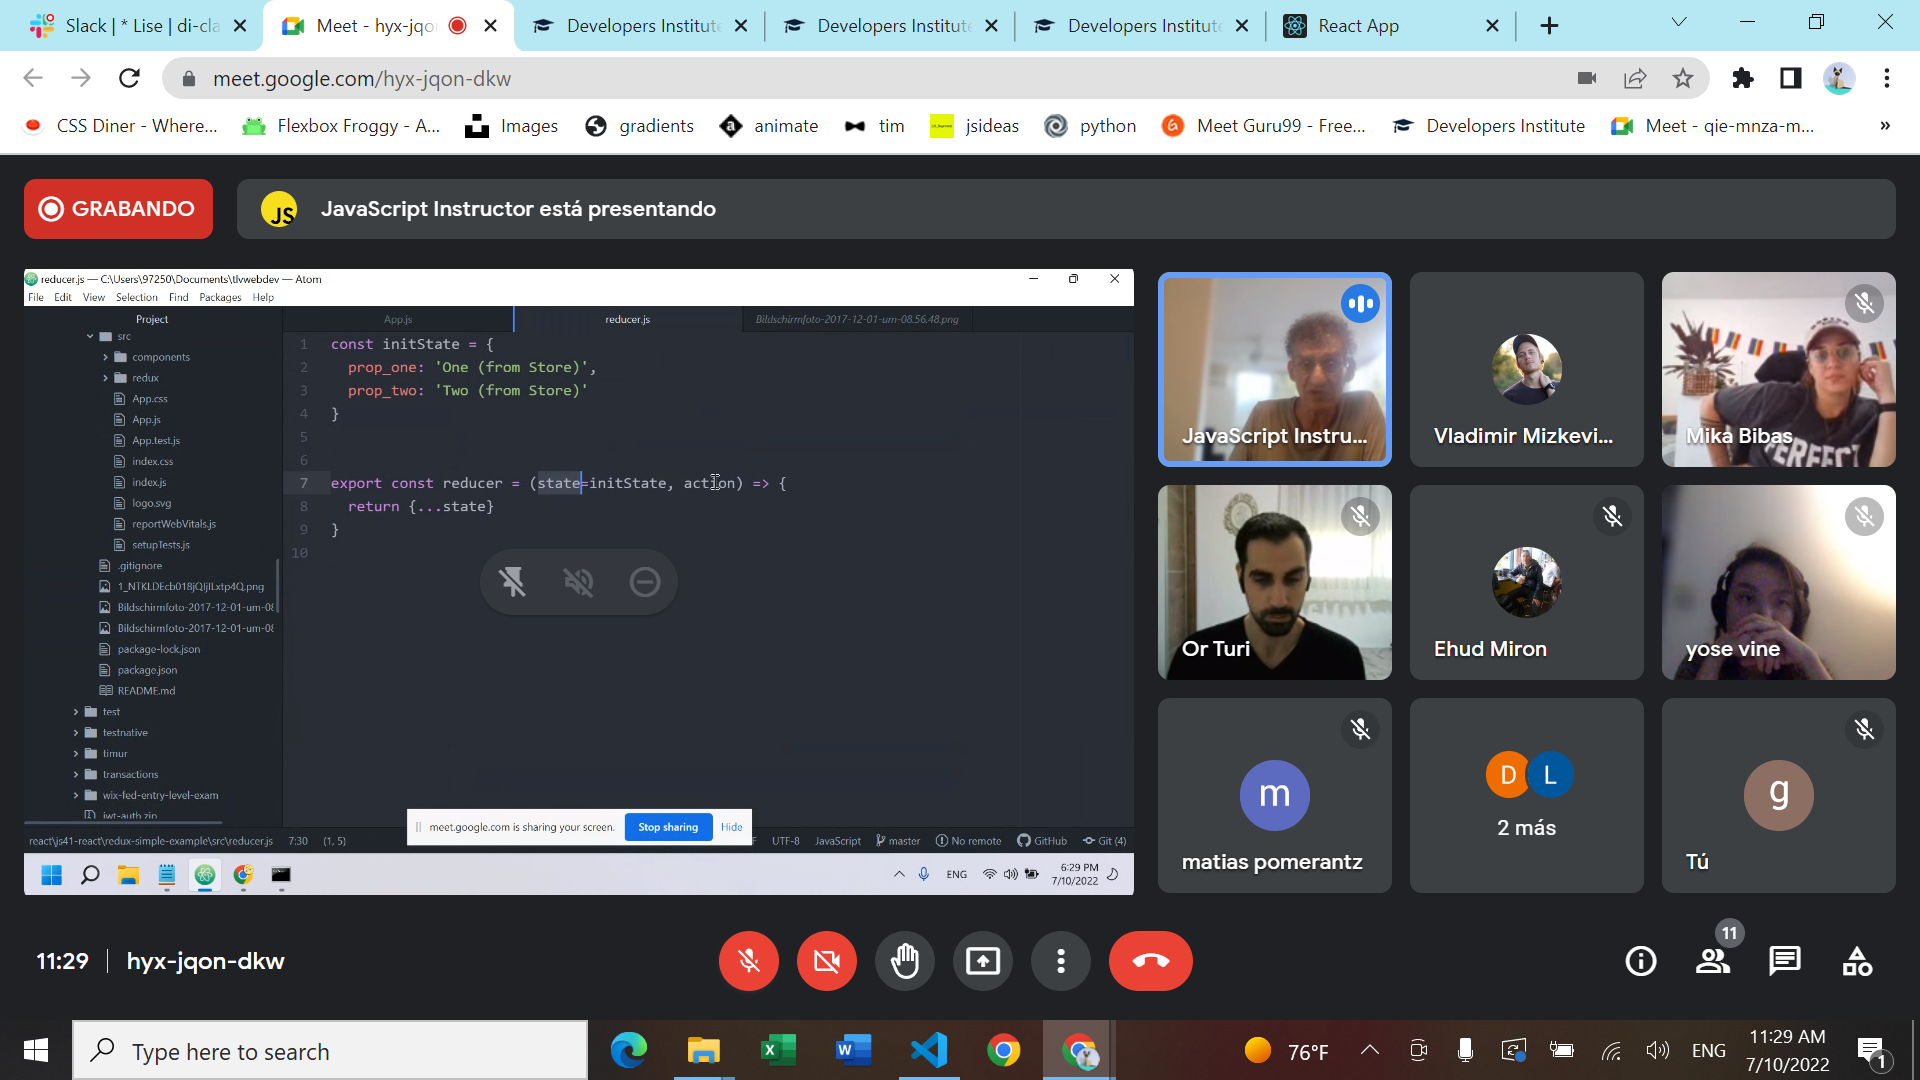 Slack | * Lise | di-cla
Meet - hyx-jqo
Developers Institute
Developers Institute
Developers Institute
React App
meet.google.com/hyx-jqon-dkw
CSS Diner - Where...
Flexbox Froggy - A...
Images
gradients
animate
tim
jsideas
python
Meet Guru99 - Free...
Developers Institute
Meet - qie-mnza-m...
»
GRABANDO
JS
JavaScript Instructor está presentando
reducer.js — C:\Users\97250\Documents\tlvwebdev — Atom
File Edit View Selection Find Packages Help
Project
App.js
reducer.js
Bildschirmfoto-2017-12-01-um-08.56.48.png
src
components
redux
App.css
App.js
App.test.js
index.css
index.js
logo.svg
reportWebVitals.js
setupTests.js
.gitignore
1_NTKLDEcb018jQljILxtp4Q.png
Bildschirmfoto-2017-12-01-um-08
Bildschirmfoto-2017-12-01-um-08
package-lock.json
package.json
README.md
test
testnative
timur
transactions
wix-fed-entry-level-exam
jwt-auth.zip
1 const initState = {
2 prop_one: 'One (from Store)',
3 prop_two: 'Two (from Store)'
4 }
5
6
7 export const reducer = (state=initState, action) => {
8 return {...state}
9 }
10
meet.google.com is sharing your screen.
Stop sharing
Hide
react\js41-react\redux-simple-example\src\reducer.js 7:30 (1, 5)
UTF-8 JavaScript master No remote GitHub Git (4)
ENG
6:29 PM
7/10/2022
JavaScript Instru...
Vladimir Mizkevi...
Mika Bibas
PERFECT
Or Turi
Ehud Miron
yose vine
m
matias pomerantz
D L
2 más
g
Tú
11:29 | hyx-jqon-dkw
11
Type here to search
76°F
ENG
11:29 AM
7/10/2022
1